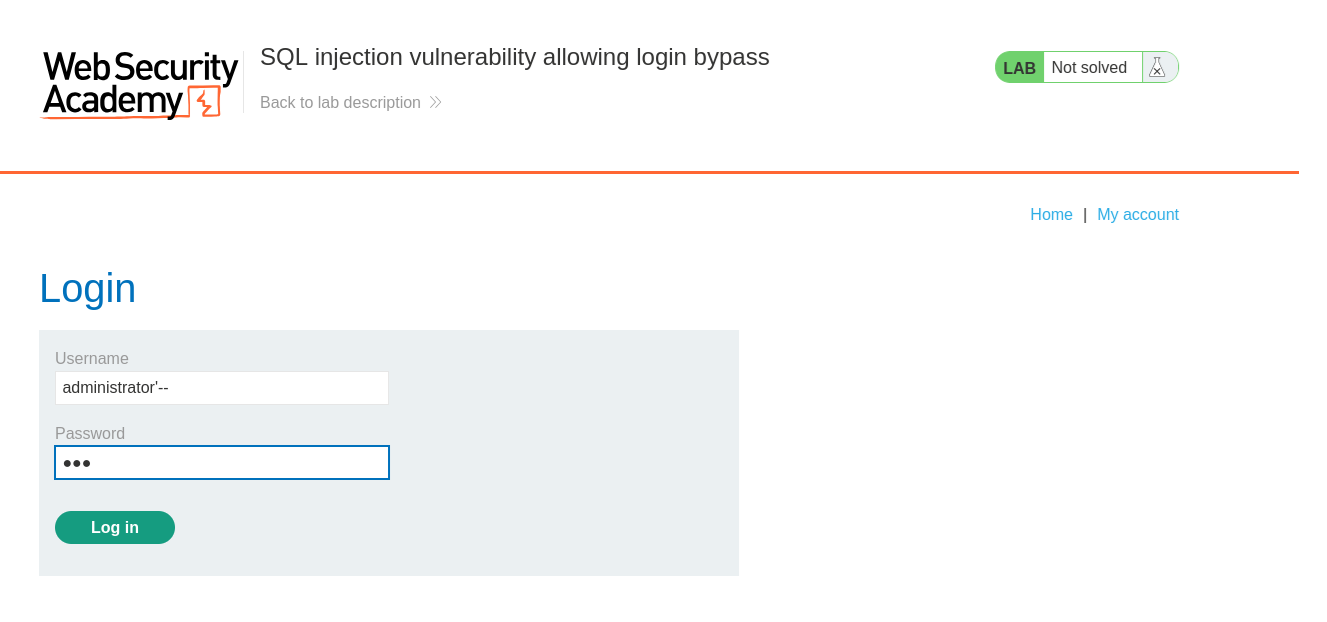 Web Security
Academy
SQL injection vulnerability allowing login bypass
Back to lab description
LAB Not solved
Home | My account
Login
Username
administrator'--
Password
•••
Log in